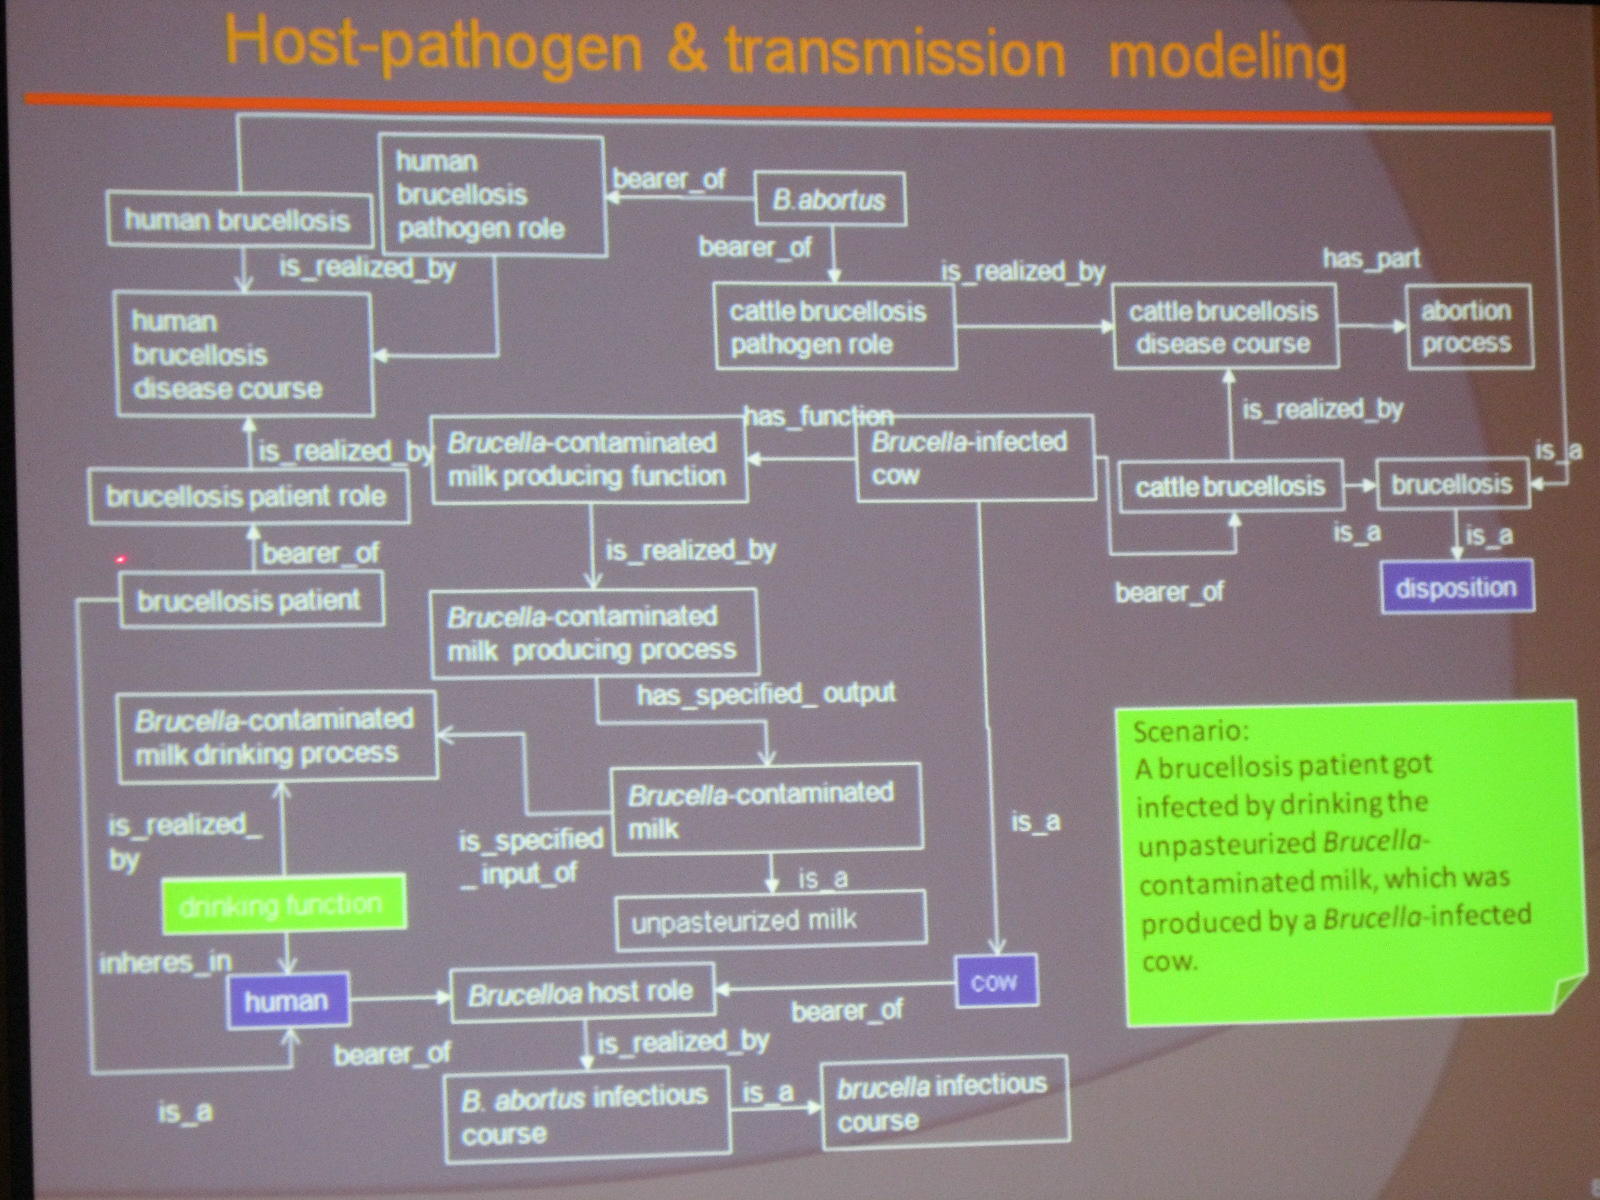 Host-pathogen & transmission modeling
human
brucellosis
pathogen role
bearer_of
B.abortus
human brucellosis
is_realized_by
bearer_of
is_realized_by
has_part
human
brucellosis
disease course
cattle brucellosis
pathogen role
cattle brucellosis
disease course
abortion
process
is_realized_by
has_function
is_realized_by
is_a
Brucella-contaminated
milk producing function
Brucella-infected
cow
brucellosis patient role
cattle brucellosis
brucellosis
bearer_of
is_realized_by
is_a
is_a
brucellosis patient
bearer_of
disposition
Brucella-contaminated
milk producing process
has_specified_ output
Brucella-contaminated
milk drinking process
Scenario:
A brucellosis patient got
infected by drinking the
unpasteurized Brucella-
contaminated milk, which was
produced by a Brucella-infected
cow.
Brucella-contaminated
milk
is_realized_
by
is_specified
_ input_of
is_a
is_a
drinking function
unpasteurized milk
inheres_in
human
Brucelloa host role
cow
bearer_of
bearer_of
is_realized_by
is_a
B. abortus infectious
course
is_a
brucella infectious
course